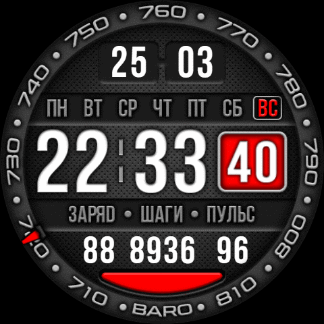 710 720 730 740 750 760 770 780 790 800 810 BARO
25 03
ПН ВТ СР ЧТ ПТ СБ ВС
22:33 40
ЗАРЯD • ШАГИ • ПУЛЬС
88 8936 96